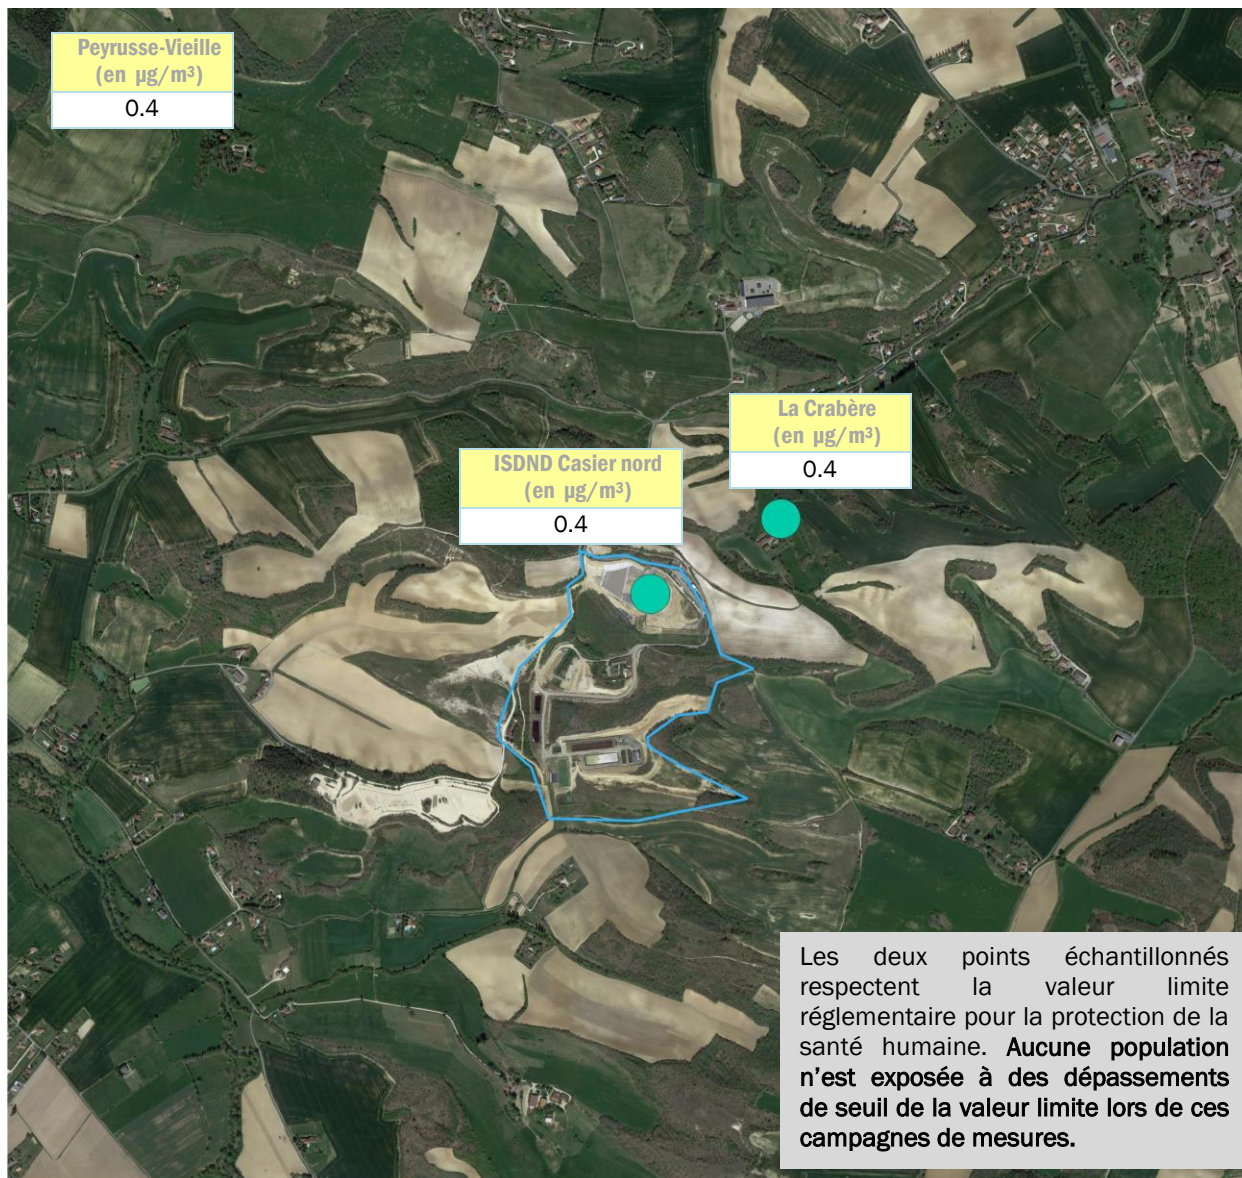 Peyrusse-Vieille
(en µg/m³)
0.4
La Crabère
(en µg/m³)
0.4
ISDND Casier nord
(en µg/m³)
0.4
Les deux points échantillonnés
respectent la valeur limite
réglementaire pour la protection de la
santé humaine. Aucune population
n'est exposée à des dépassements
de seuil de la valeur limite lors de ces
campagnes de mesures.